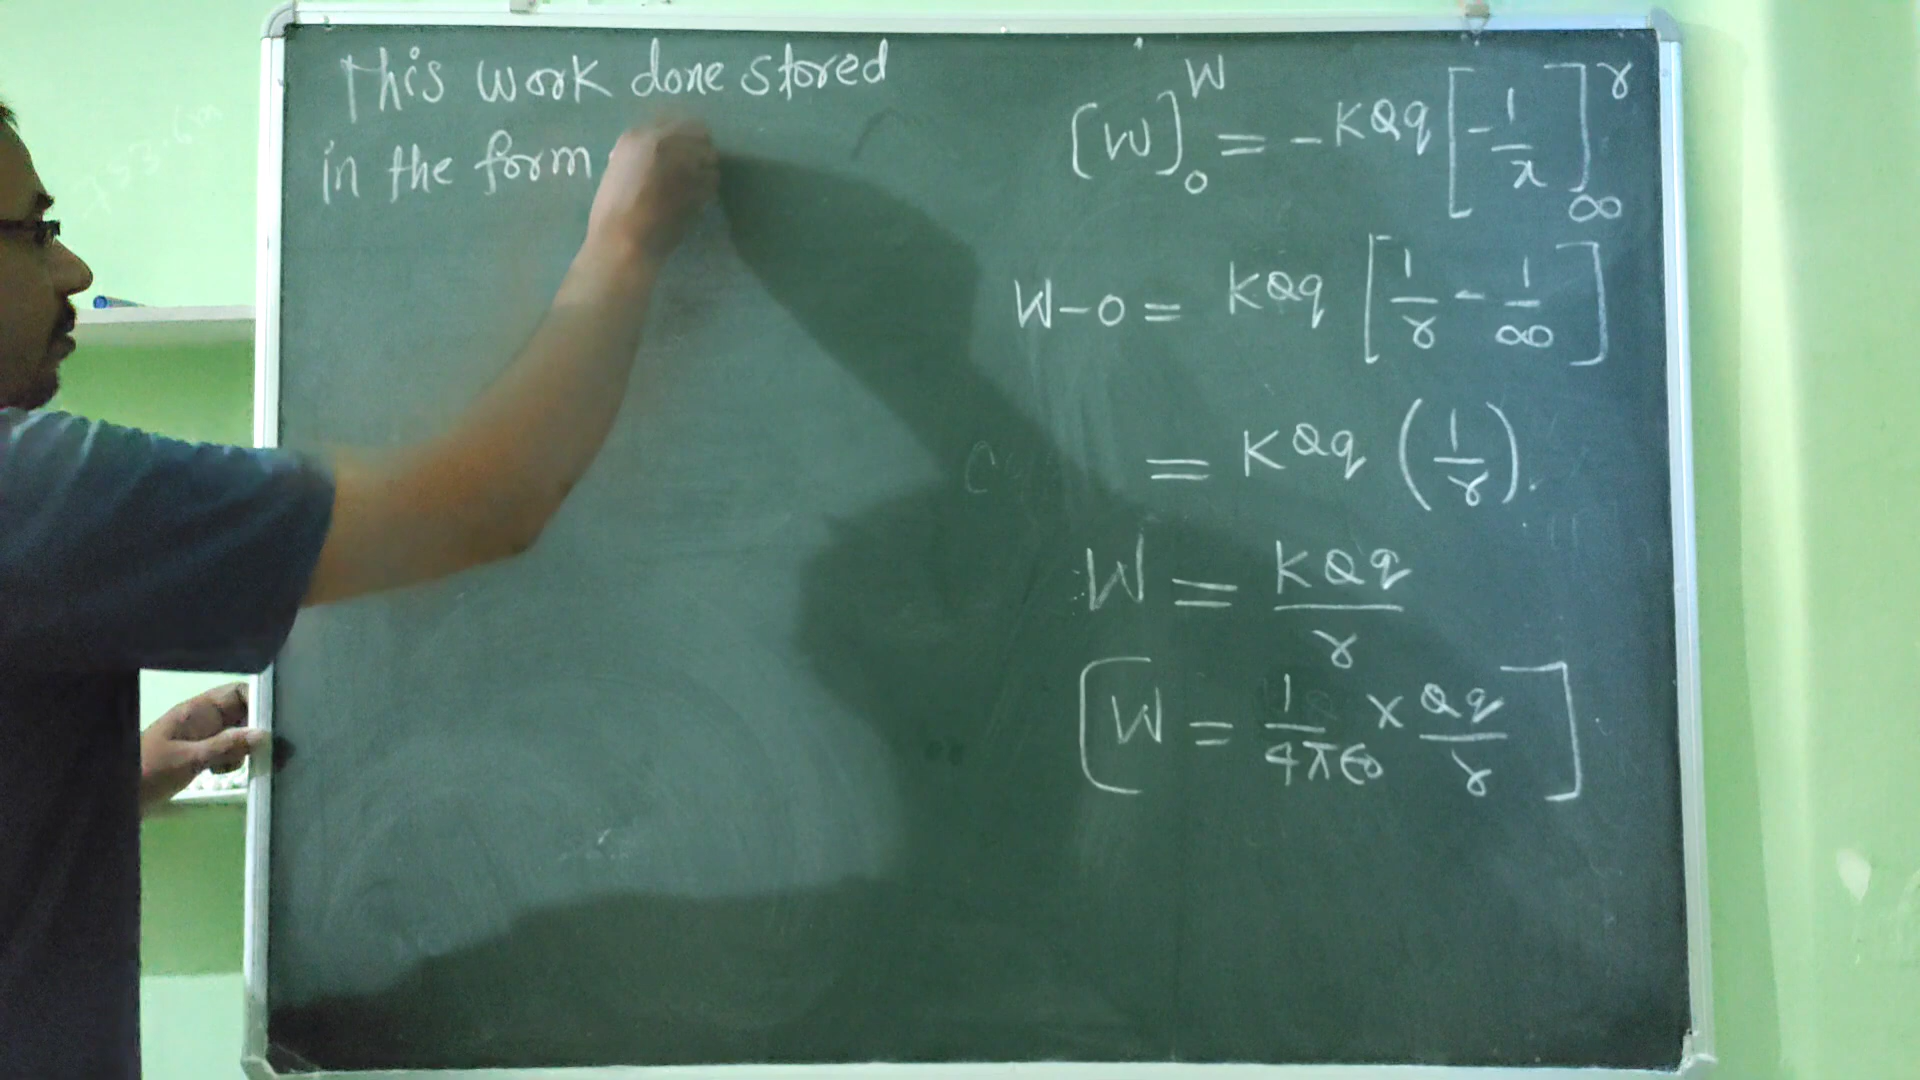 This work done stored
in the form
[W]₀ᵂ = -KQq [-1/x]∞ʳ
W-0 = KQq [1/r - 1/∞]
= KQq (1/r).
W = KQq/r
[W = 1/4πε₀ × Qq/r]